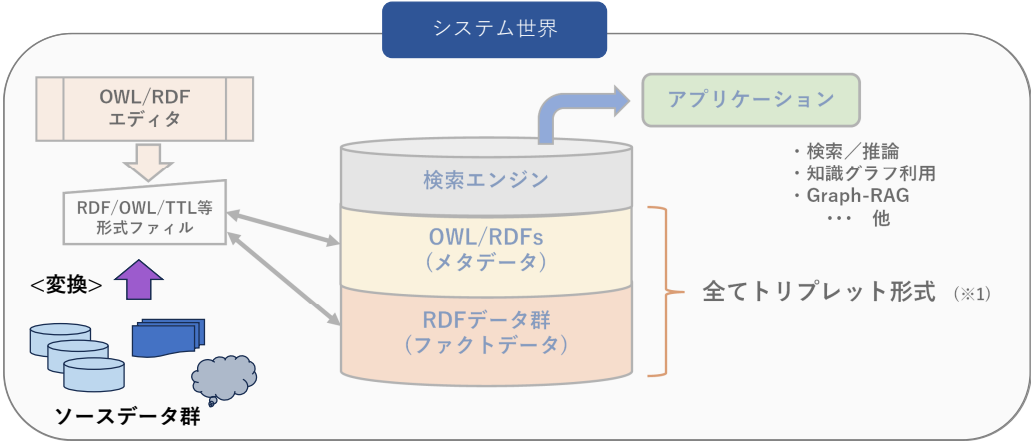 システム世界
OWL/RDF
エディタ
RDF/OWL/TTL等
形式ファィル
<変換>
ソースデータ群
検索エンジン
OWL/RDFs
（メタデータ）
RDFデータ群
（ファクトデータ）
アプリケーション
・検索／推論
・知識グラフ利用
・Graph-RAG
・・・ 他
全てトリプレット形式 (※1)